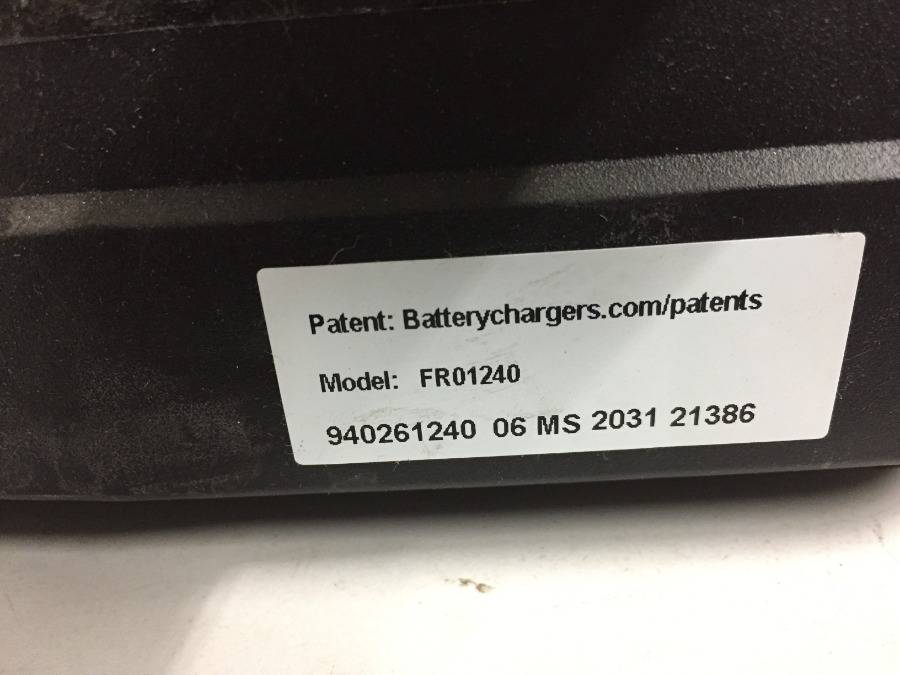 Patent: Batterychargers.com/patents
Model: FR01240
940261240 06 MS 2031 21386